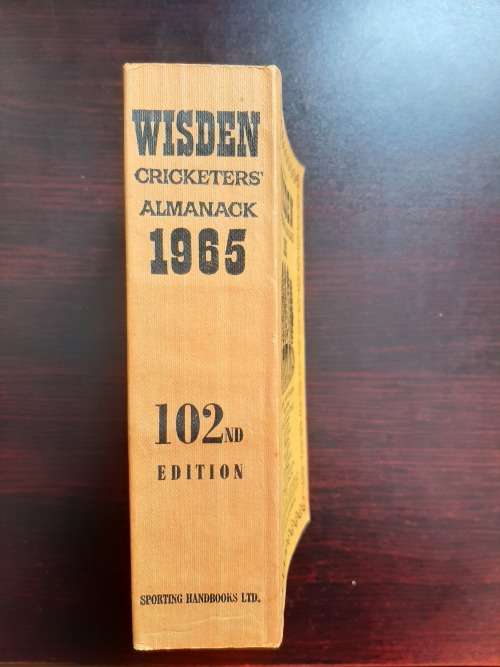 WISDEN
CRICKETERS'
ALMANACK
1965
102ND
EDITION
SPORTING HANDBOOKS LTD.